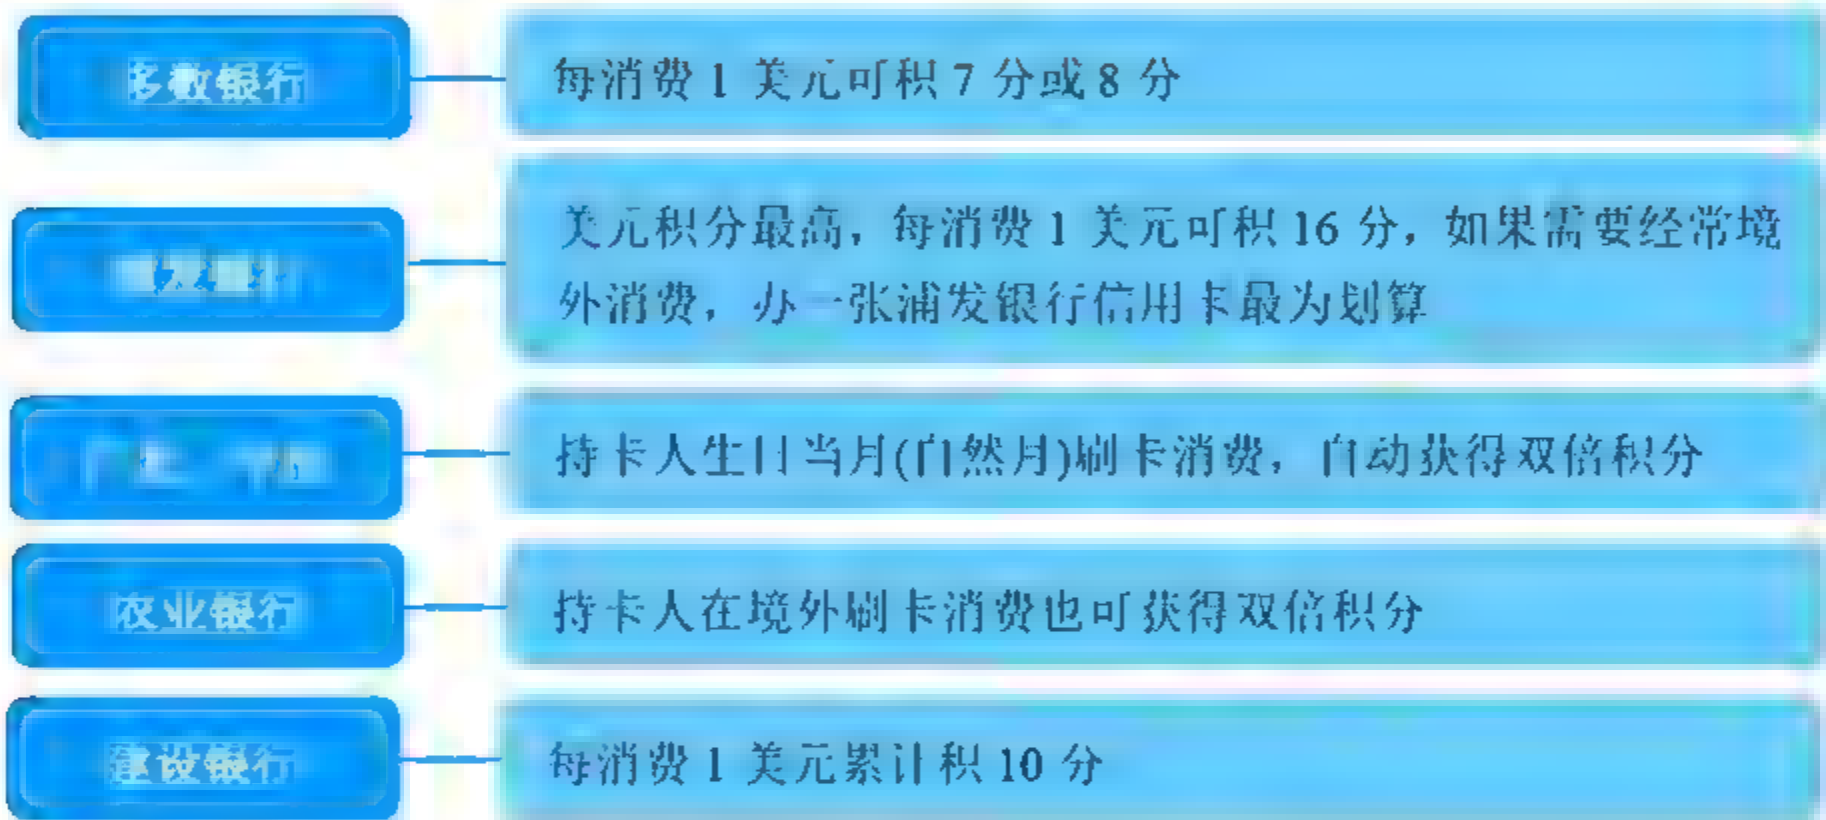 多数银行
每消费 1 美元可积 7 分或 8 分
美元积分最高，每消费 1 美元可积 16 分，如果需要经常境
外消费，办一张浦发银行信用卡最为划算
持卡人生日当月(自然月)刷卡消费，自动获得双倍积分
农业银行
持卡人在境外刷卡消费也可获得双倍积分
建设银行
每消费 1 美元累计积 10 分